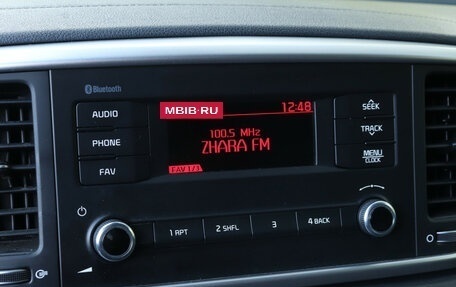 Bluetooth
AUDIO
MBIB·RU
12:48
SEEK
100.5 MHz
TRACK
PHONE
ZHARA FM
MENU
CLOCK
FAV
FAV 1/3
1 RPT
2 SHFL
3
4 BACK